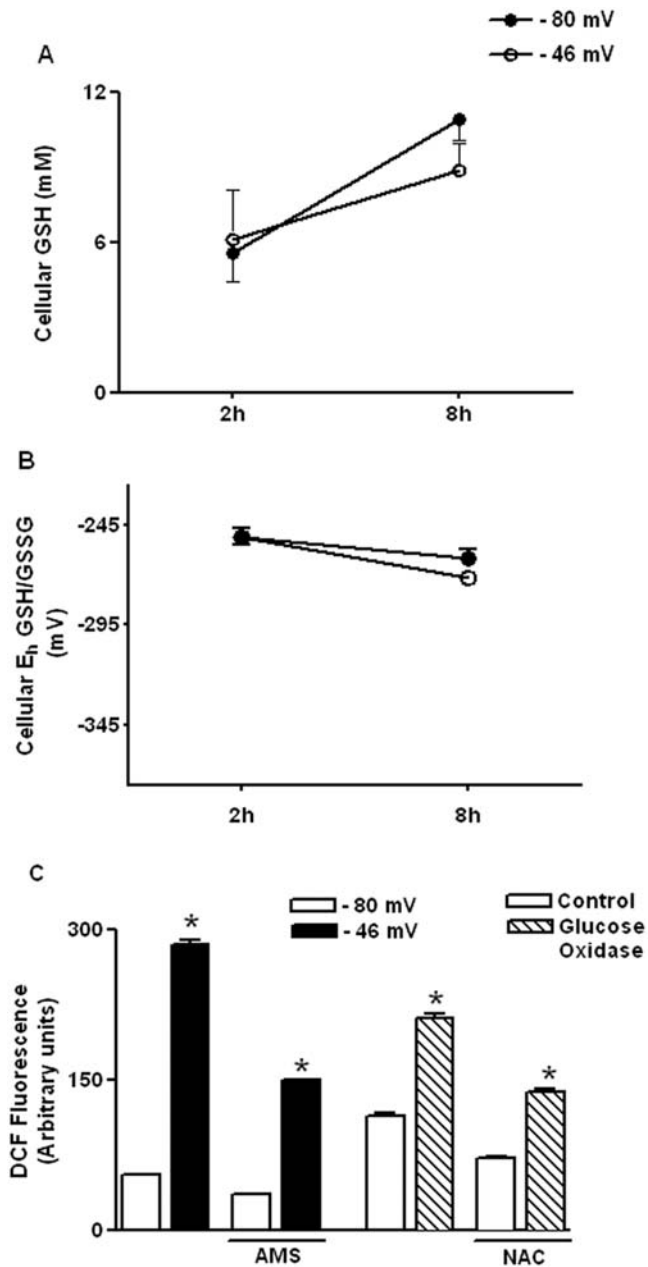 - 80 mV
- 46 mV
A
12
6
0
Cellular GSH (mM)
2h 8h
B
-245
-295
-345
Cellular Eh GSH/GSSG
(mV)
2h 8h
C
- 80 mV
- 46 mV
Control
Glucose
Oxidase
300
150
0
DCF Fluorescence
(Arbitrary units)
* * * *
AMS NAC